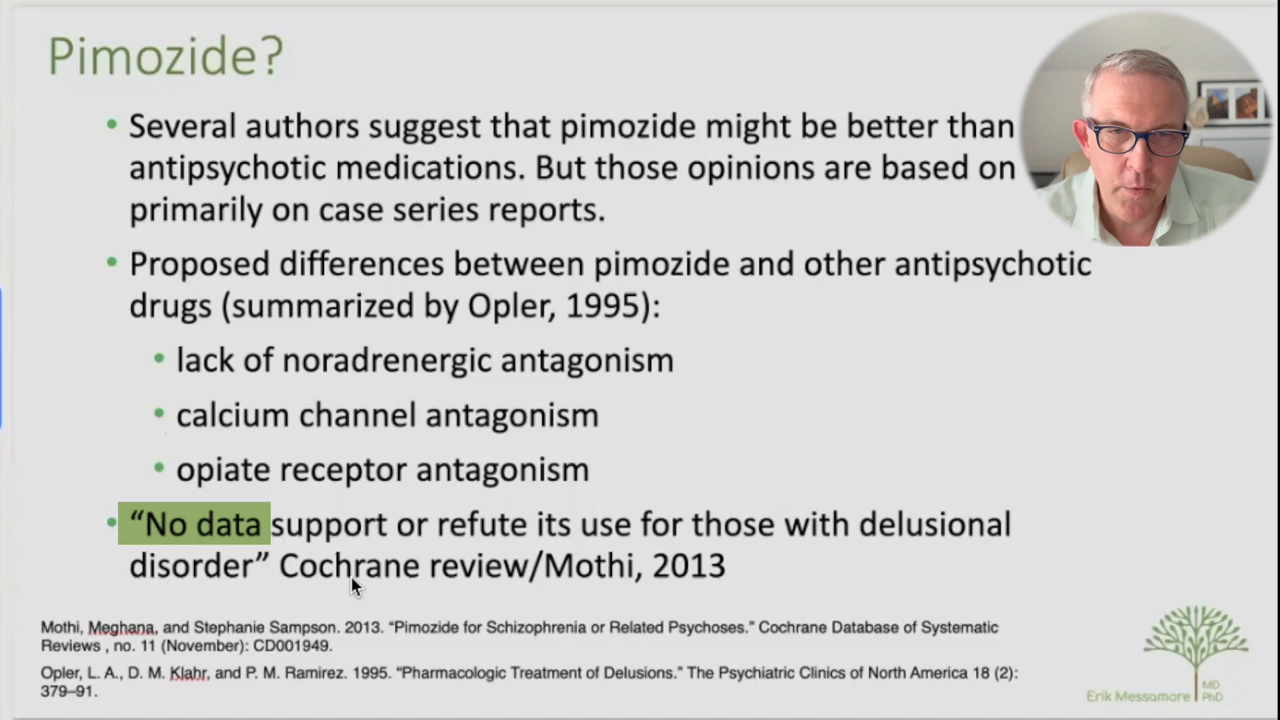 Pimozide?
• Several authors suggest that pimozide might be better than
antipsychotic medications. But those opinions are based on
primarily on case series reports.
• Proposed differences between pimozide and other antipsychotic
drugs (summarized by Opler, 1995):
• lack of noradrenergic antagonism
• calcium channel antagonism
• opiate receptor antagonism
• “No data support or refute its use for those with delusional
disorder” Cochrane review/Mothi, 2013
Mothi, Meghana, and Stephanie Sampson. 2013. “Pimozide for Schizophrenia or Related Psychoses.” Cochrane Database of Systematic
Reviews , no. 11 (November): CD001949.
Opler, L. A., D. M. Klahr, and P. M. Ramirez. 1995. “Pharmacologic Treatment of Delusions.” The Psychiatric Clinics of North America 18 (2):
379–91.
Erik Messamore MD PhD